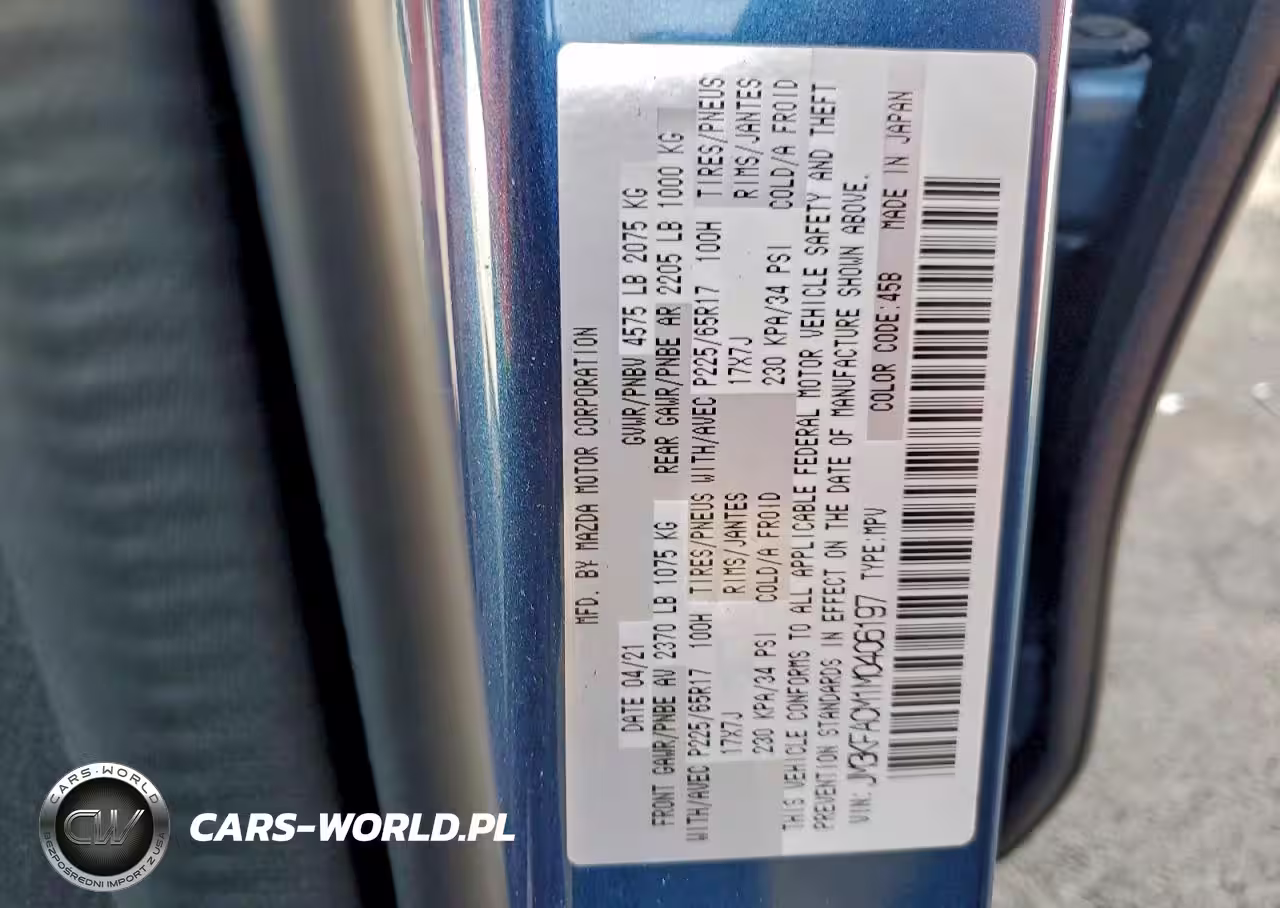 MFD. BY MAZDA MOTOR CORPORATION
DATE 04/21 GVWR/PNBV 4575 LB 2075 KG
FRONT GAWR/PNBE AV 2370 LB 1075 KG REAR GAWR/PNBE AR 2205 LB 1000 KG
WITH/AVEC P225/65R17 100H TIRES/PNEUS WITH/AVEC P225/65R17 100H TIRES/PNEUS
17X7J RIMS/JANTES 17X7J RIMS/JANTES
230 KPA/34 PSI COLD/A FROID 230 KPA/34 PSI COLD/A FROID
THIS VEHICLE CONFORMS TO ALL APPLICABLE FEDERAL MOTOR VEHICLE SAFETY AND THEFT
PREVENTION STANDARDS IN EFFECT ON THE DATE OF MANUFACTURE SHOWN ABOVE.
VIN: JM3KFACM1M0406197 TYPE:MPV COLOR CODE:45B MADE IN JAPAN
CARS-WORLD
CW
BEZPOŚREDNI IMPORT Z USA
CARS-WORLD.PL